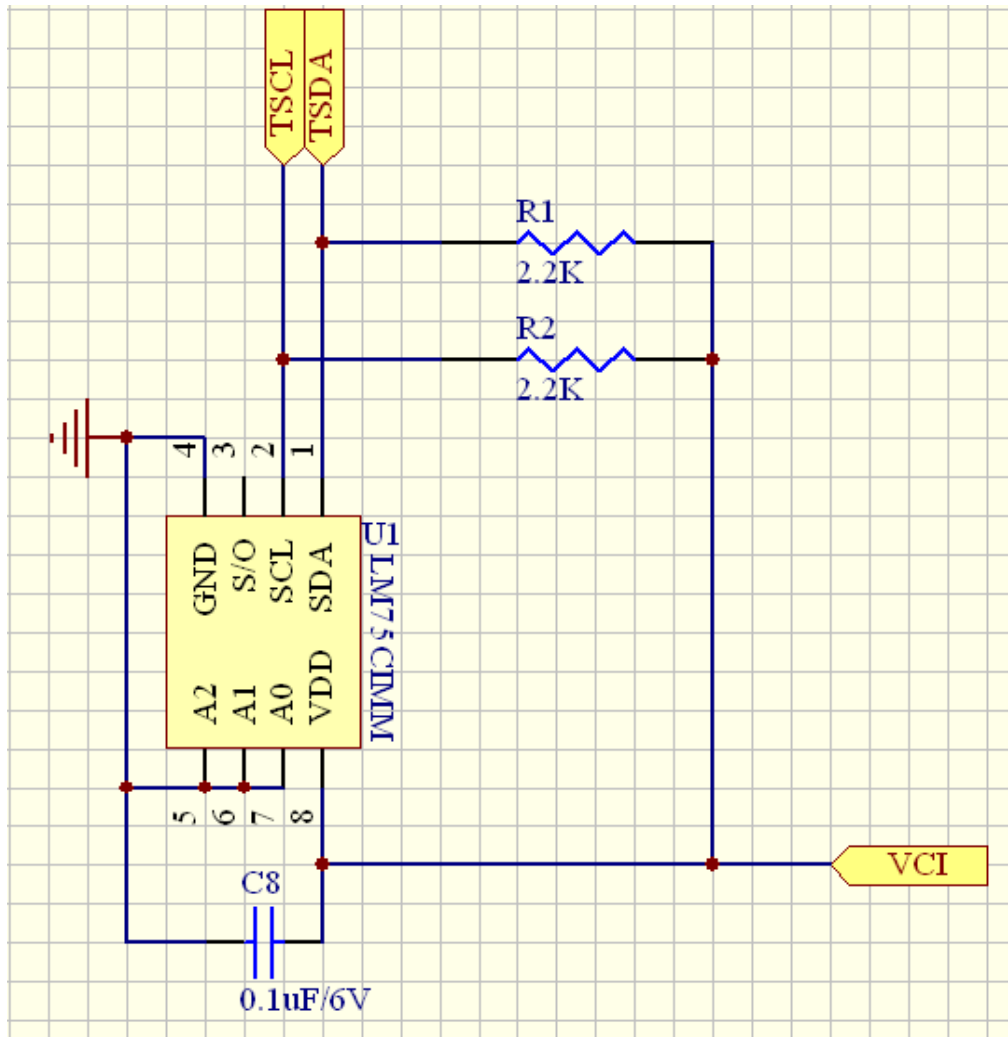 TSCL
TSDA
R1
2.2K
R2
2.2K
4
3
2
1
U1
LM75CIMM
GND
S/O
SCL
SDA
A2
A1
A0
VDD
5
6
7
8
VCI
C8
0.1uF/6V